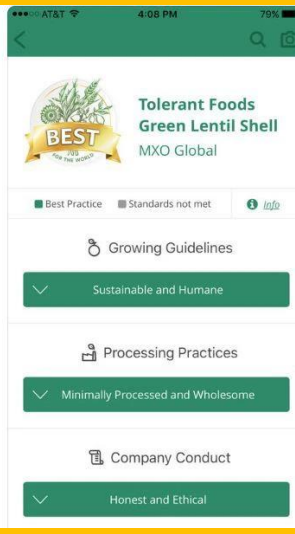 AT&T 4:08 PM 79%
BEST
FOR THE WORLD
Tolerant Foods
Green Lentil Shell
MXO Global
Best Practice Standards not met info
Growing Guidelines
Sustainable and Humane
Processing Practices
Minimally Processed and Wholesome
Company Conduct
Honest and Ethical